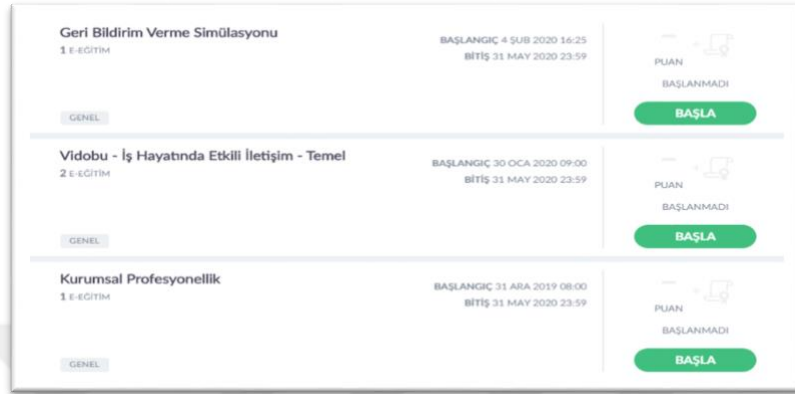 Geri Bildirim Verme Simülasyonu
1 E-EĞİTİM
BAŞLANGIÇ 4 ŞUB 2020 16:25
BİTİŞ 31 MAY 2020 23:59
PUAN
BAŞLANMADI
GENEL
BAŞLA
Vidobu - İş Hayatında Etkili İletişim - Temel
2 E-EĞİTİM
BAŞLANGIÇ 30 OCA 2020 09:00
BİTİŞ 31 MAY 2020 23:59
PUAN
BAŞLANMADI
GENEL
BAŞLA
Kurumsal Profesyonellik
1 E-EĞİTİM
BAŞLANGIÇ 31 ARA 2019 08:00
BİTİŞ 31 MAY 2020 23:59
PUAN
BAŞLANMADI
GENEL
BAŞLA